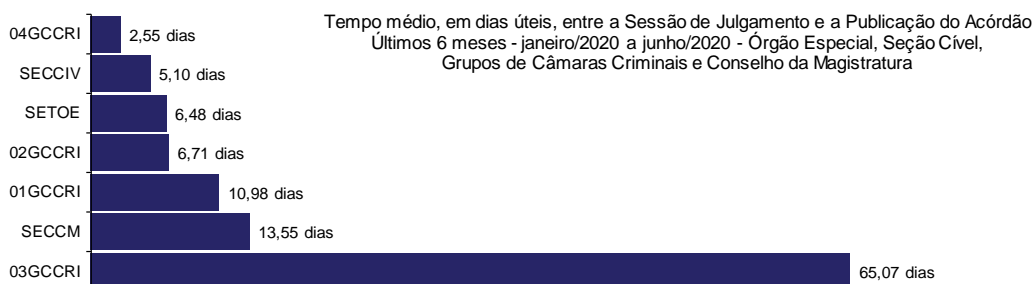 Tempo médio, em dias úteis, entre a Sessão de Julgamento e a Publicação do Acórdão
Últimos 6 meses - janeiro/2020 a junho/2020 - Órgão Especial, Seção Cível,
Grupos de Câmaras Criminais e Conselho da Magistratura
04GCCRI 2,55 dias
SECCIV 5,10 dias
SETOE 6,48 dias
02GCCRI 6,71 dias
01GCCRI 10,98 dias
SECCM 13,55 dias
03GCCRI 65,07 dias